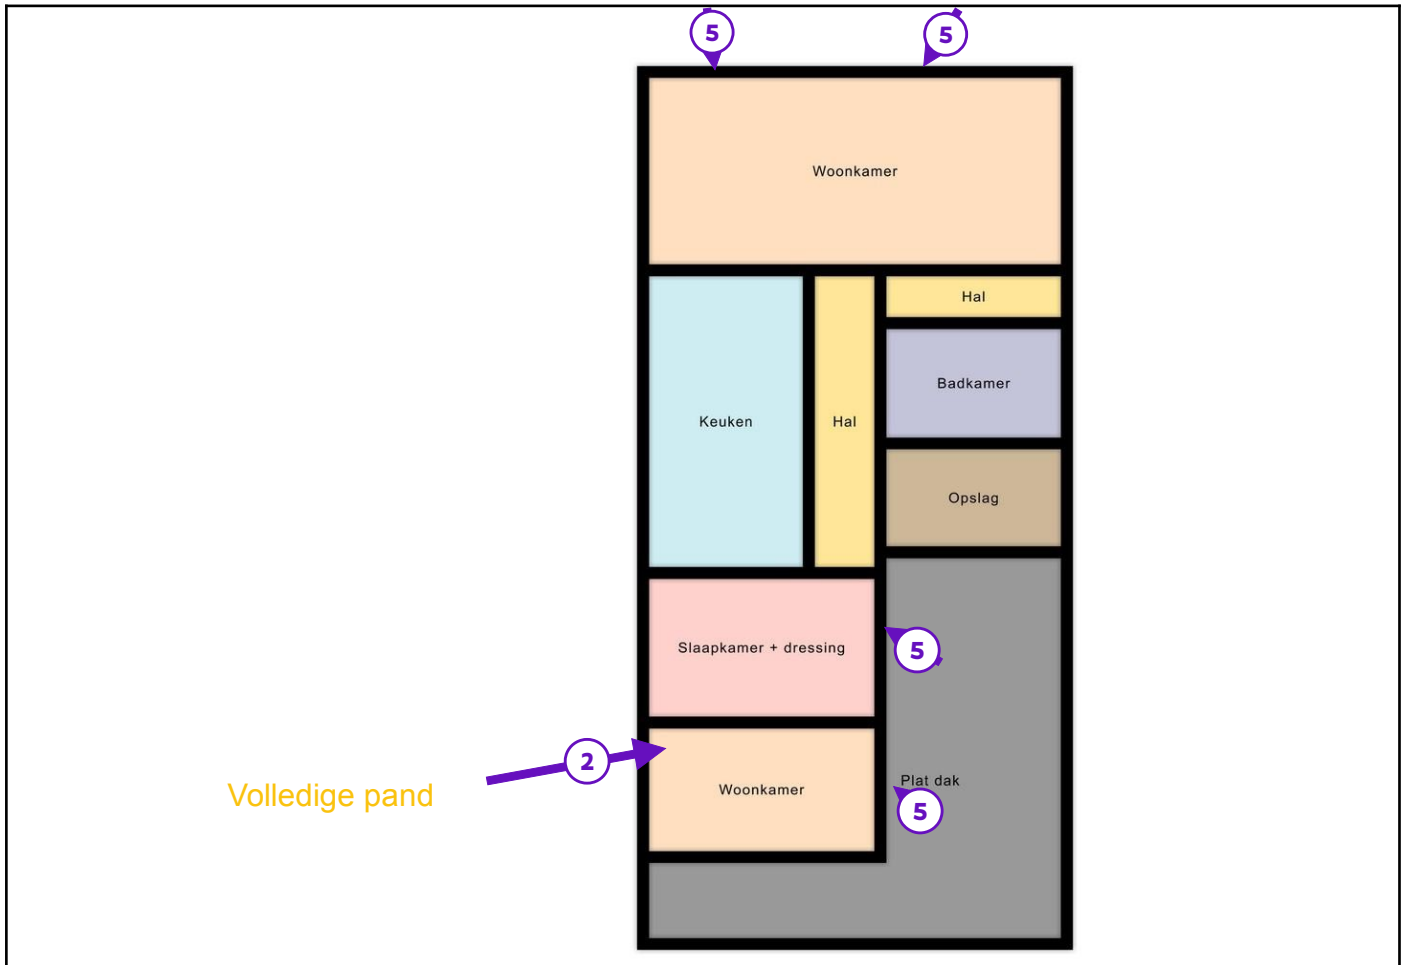 5
5
Woonkamer
Hal
Badkamer
Keuken
Hal
Opslag
Slaapkamer + dressing
5
2
Volledige pand
Woonkamer
Plat dak
5